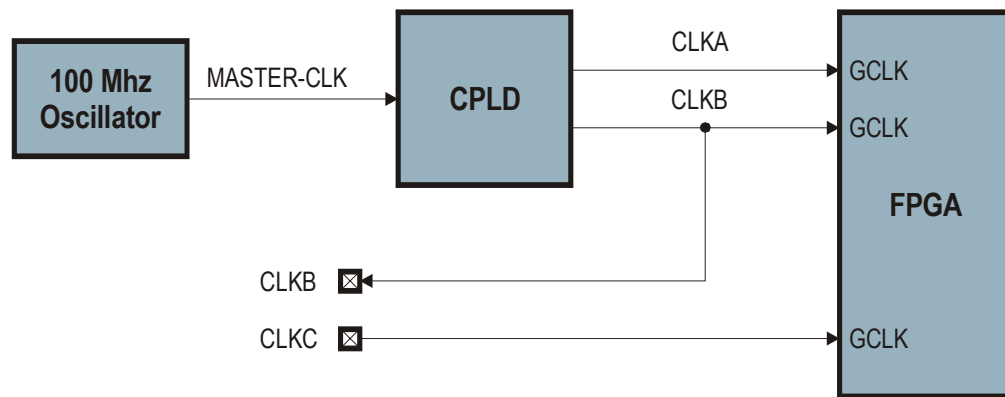 100 Mhz
Oscillator
MASTER-CLK
CPLD
CLKA
CLKB
GCLK
GCLK
FPGA
CLKB
CLKC
GCLK